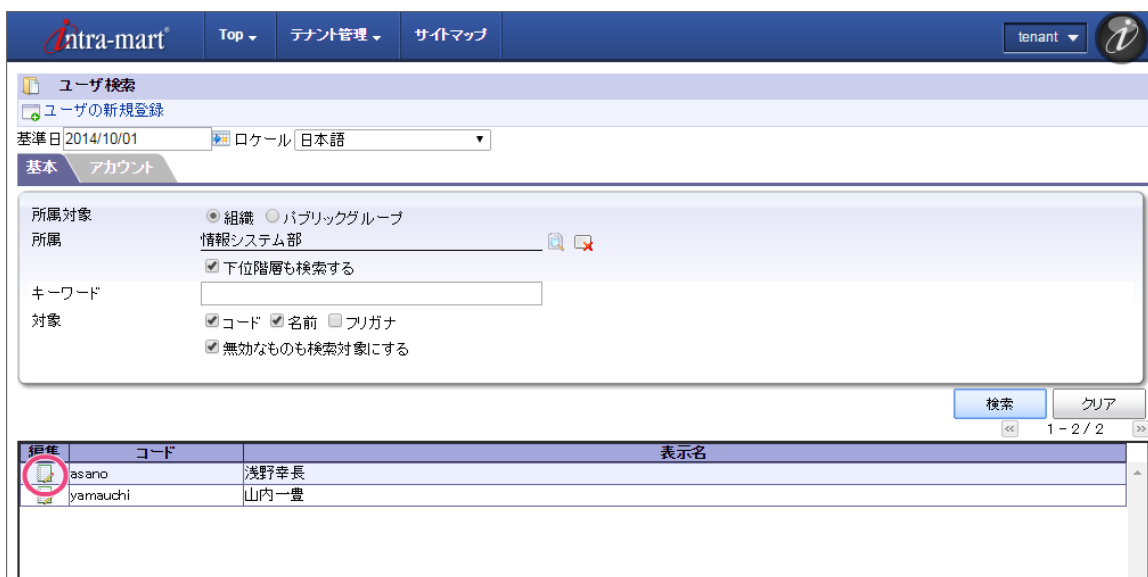 intra-mart® Top テナント管理 サイトマップ tenant
ユーザ検索
ユーザの新規登録
基準日 2014/10/01 ロケール 日本語
基本 アカウント
所属対象 組織 パブリックグループ
所属 情報システム部
下位階層も検索する
キーワード
対象 コード 名前 フリガナ
無効なものも検索対象にする
検索 クリア
<< 1 - 2 / 2 >>
編集 コード 表示名
asano 浅野幸長
yamauchi 山内一豊